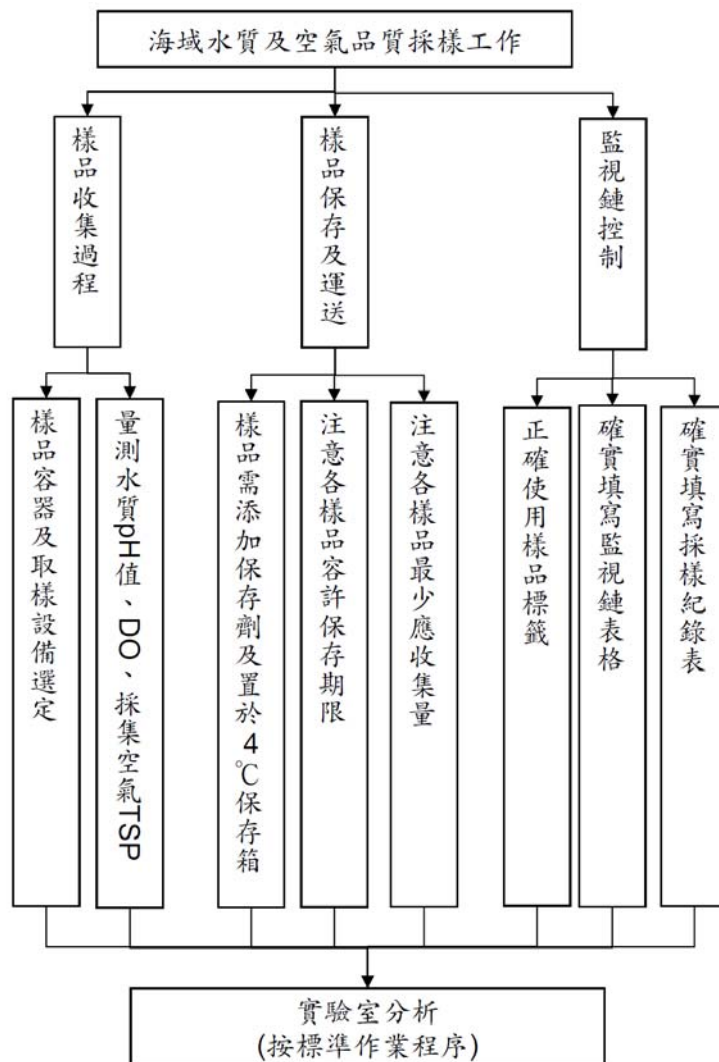 海域水質及空氣品質採樣工作
樣品收集過程
樣品保存及運送
監視鏈控制
樣品容器及取樣設備選定
量測水質pH值、DO、採集空氣TSP
樣品需添加保存劑及置於4℃保存箱
注意各樣品容許保存期限
注意各樣品最少應收集量
正確使用樣品標籤
確實填寫監視鏈表格
確實填寫採樣紀錄表
實驗室分析
(按標準作業程序)